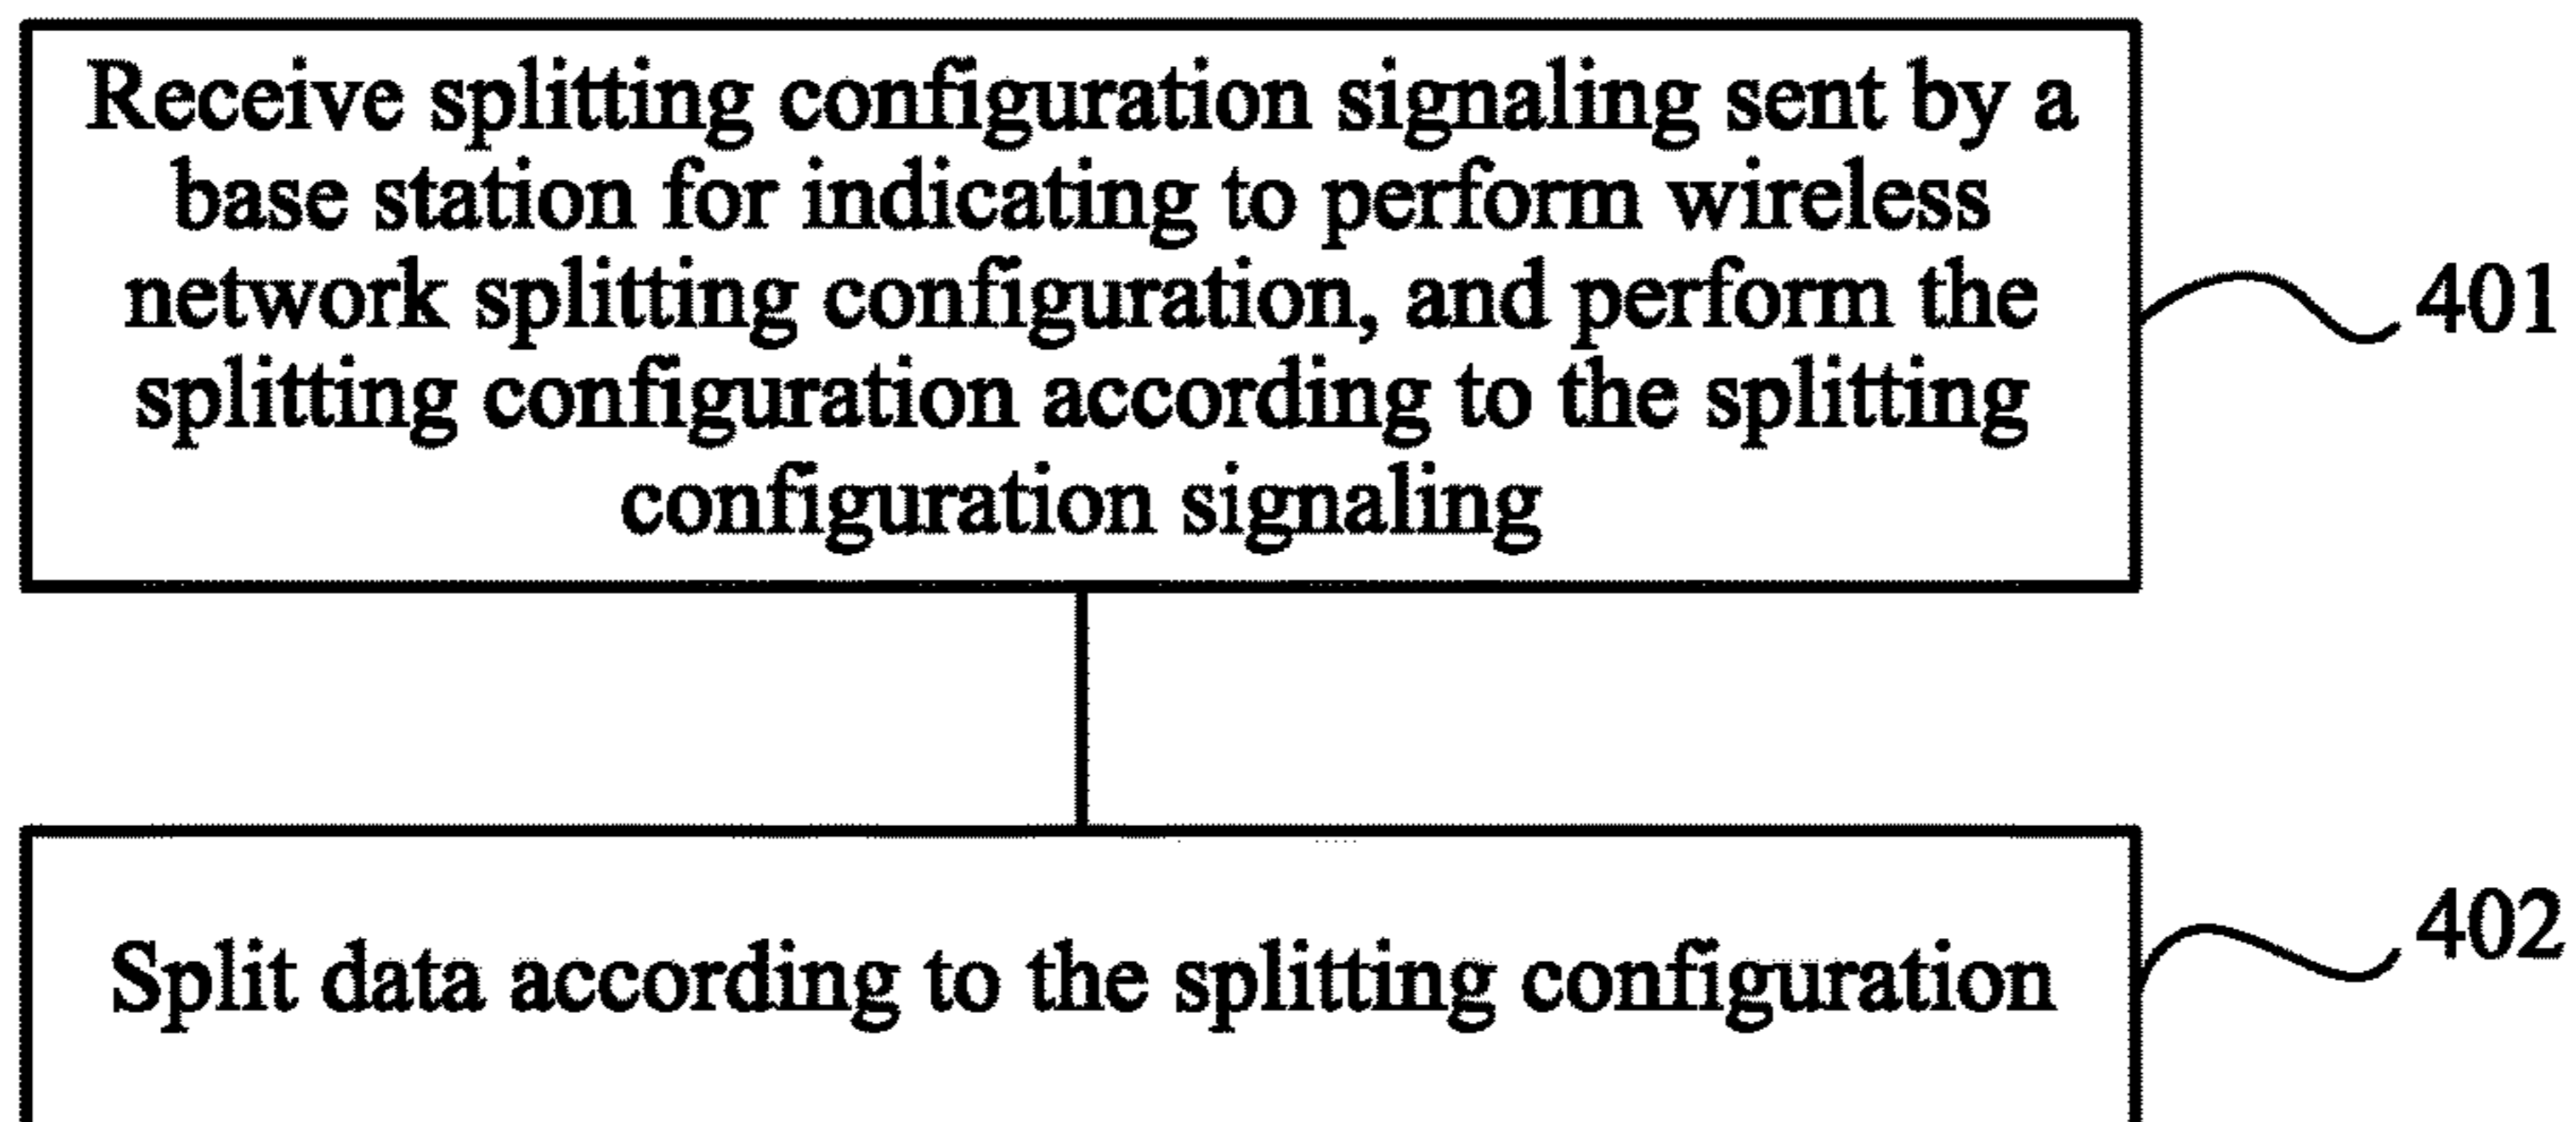 Receive splitting configuration signaling sent by a
base station for indicating to perform wireless
network splitting configuration, and perform the
splitting configuration according to the splitting
configuration signaling
401
Split data according to the splitting configuration
402